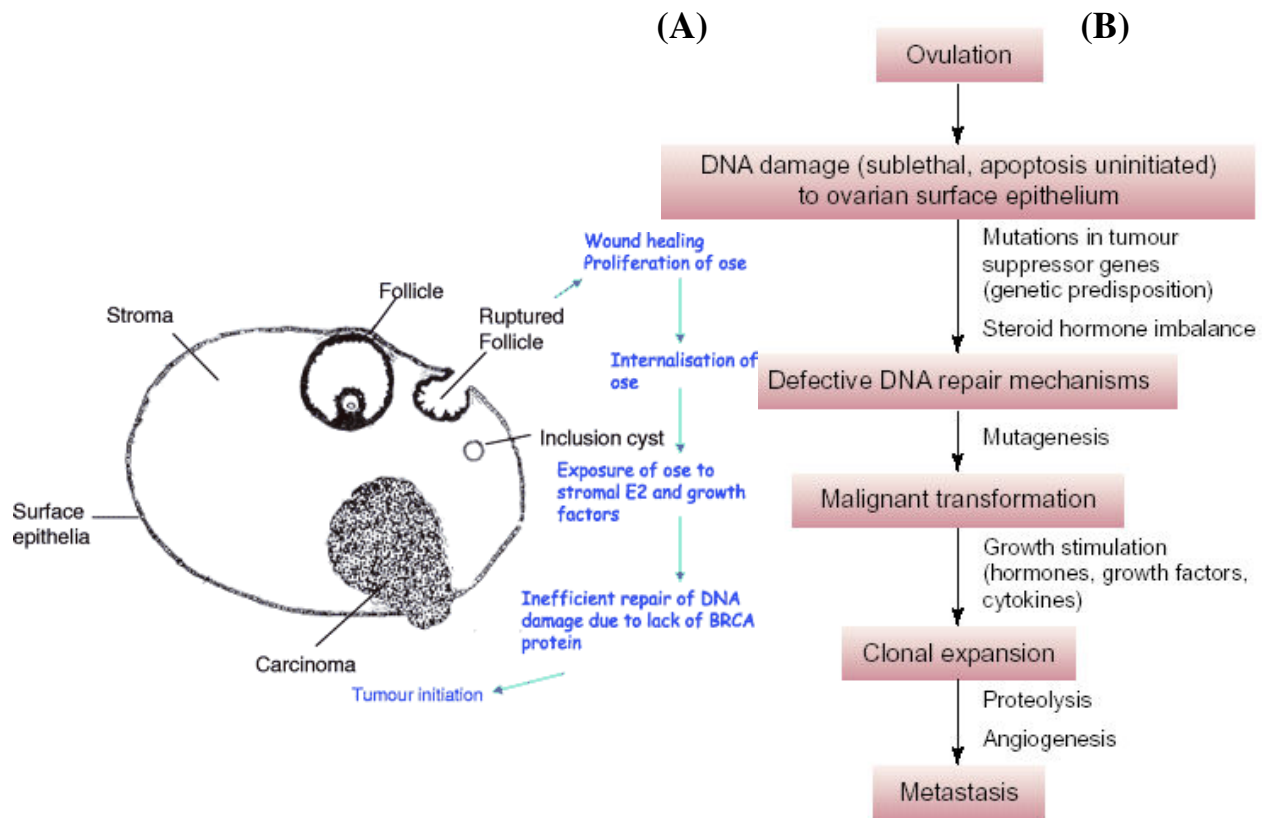 (A)
Follicle
Stroma
Ruptured
Follicle
Inclusion cyst
Surface
epithelia
Carcinoma
Wound healing
Proliferation of ose
Internalisation of
ose
Exposure of ose to
stromal E2 and growth
factors
Inefficient repair of DNA
damage due to lack of BRCA
protein
Tumour initiation
(B)
Ovulation
DNA damage (sublethal, apoptosis uninitiated)
to ovarian surface epithelium
Mutations in tumour
suppressor genes
(genetic predisposition)
Steroid hormone imbalance
Defective DNA repair mechanisms
Mutagenesis
Malignant transformation
Growth stimulation
(hormones, growth factors,
cytokines)
Clonal expansion
Proteolysis
Angiogenesis
Metastasis